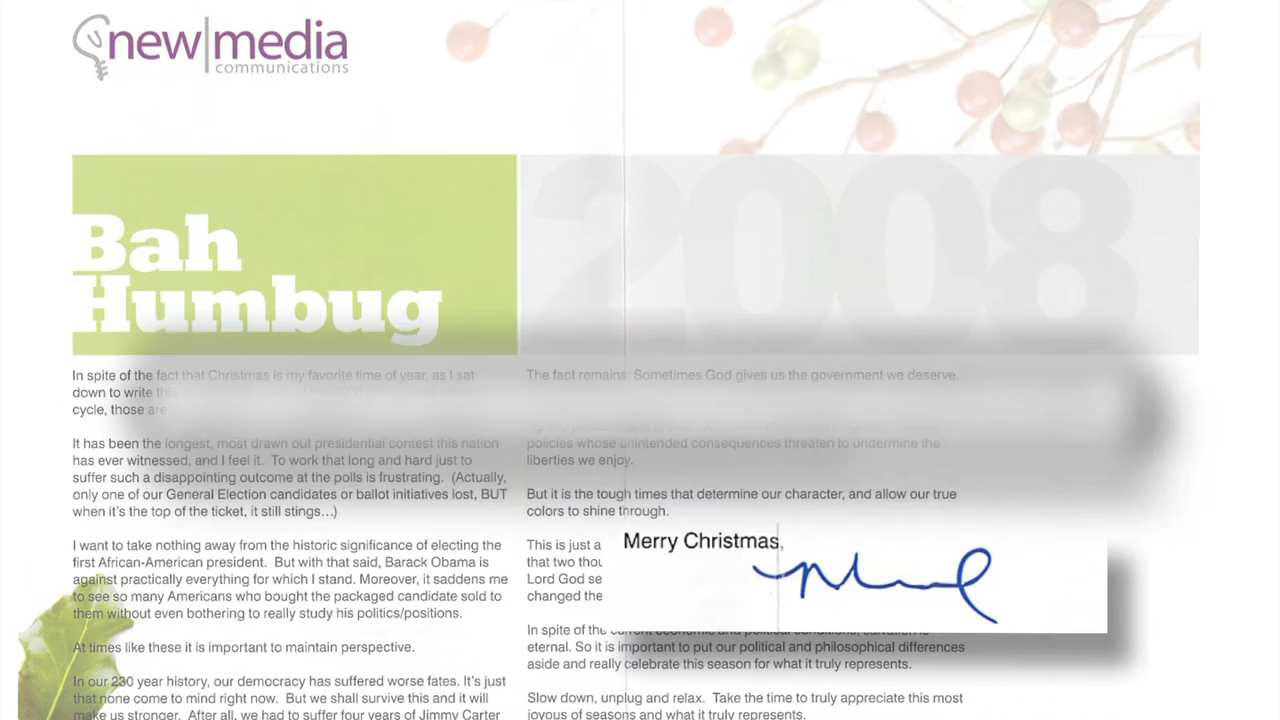 new|media
communications
Bah
Humbug
2008
In spite of the fact that Christmas is my favorite time of year, as I sat
down to write this
cycle, those are
It has been the longest, most drawn out presidential contest this nation
has ever witnessed, and I feel it. To work that long and hard just to
suffer such a disappointing outcome at the polls is frustrating. (Actually,
only one of our General Election candidates or ballot initiatives lost, BUT
when it's the top of the ticket, it still stings...)
I want to take nothing away from the historic significance of electing the
first African-American president. But with that said, Barack Obama is
against practically everything for which I stand. Moreover, it saddens me
to see so many Americans who bought the packaged candidate sold to
them without even bothering to really study his politics/positions.
At times like these it is important to maintain perspective.
In our 230 year history, our democracy has suffered worse fates. It's just
that none come to mind right now. But we shall survive this and it will
make us stronger. After all, we had to suffer four years of Jimmy Carter
The fact remains: Sometimes God gives us the government we deserve.
policies whose unintended consequences threaten to undermine the
liberties we enjoy.
But it is the tough times that determine our character, and allow our true
colors to shine through.
This is just a
that two thou
Lord God se
changed the
In spite of the current economic and political conditions, salvation is
eternal. So it is important to put our political and philosophical differences
aside and really celebrate this season for what it truly represents.
Slow down, unplug and relax. Take the time to truly appreciate this most
joyous of seasons and what it truly represents.
Merry Christmas,